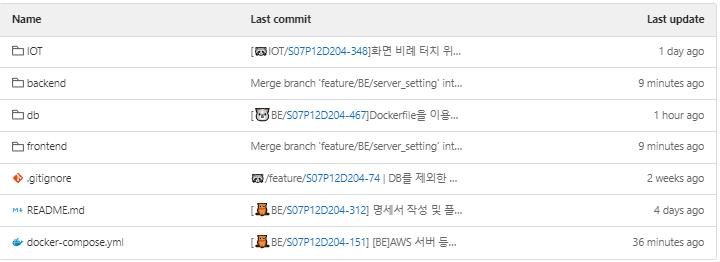 Name Last commit Last update
IOT [🐼IOT/S07P12D204-348]화면 비례 터치 위... 1 day ago
backend Merge branch 'feature/BE/server_setting' int... 9 minutes ago
db [🐷BE/S07P12D204-467]Dockerfile을 이용... 1 hour ago
frontend Merge branch 'feature/BE/server_setting' int... 9 minutes ago
.gitignore 🐼/feature/S07P12D204-74 | DB를 제외한 ... 2 weeks ago
M↓ README.md [🦉BE/S07P12D204-312] 명세서 작성 및 플... 4 days ago
docker-compose.yml [🦉BE/S07P12D204-151] [BE]AWS 서버 등... 36 minutes ago